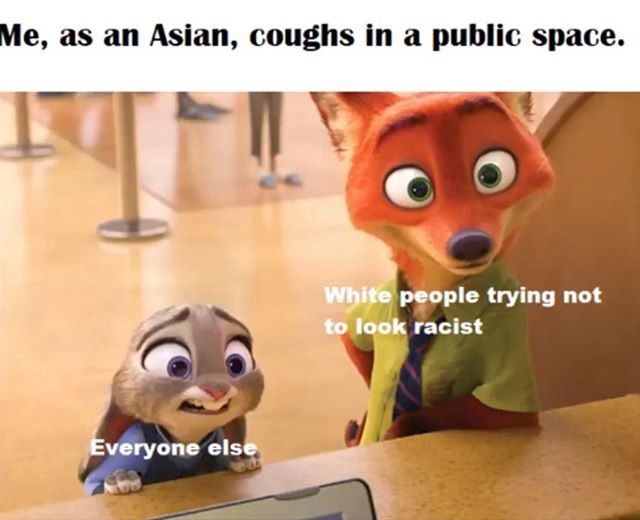 Me, as an Asian, coughs in a public space.
White people trying not
to look racist
Everyone else